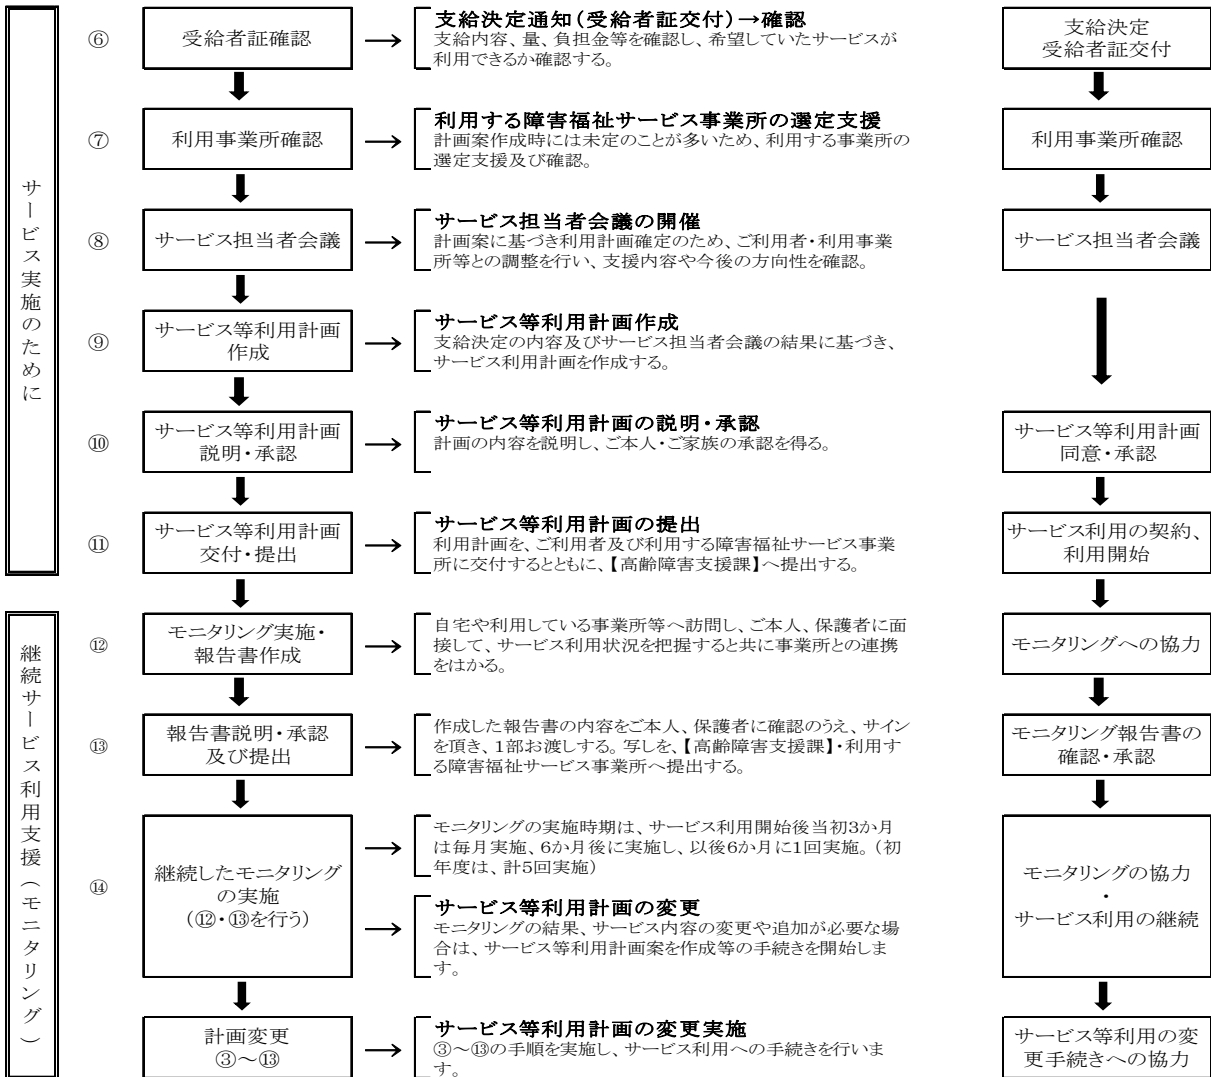 サービス実施のために
⑥
受給者証確認
支給決定通知（受給者証交付）→確認
支給内容、量、負担金等を確認し、希望していたサービスが
利用できるか確認する。
支給決定
受給者証交付
⑦
利用事業所確認
利用する障害福祉サービス事業所の選定支援
計画案作成時には未定のことが多いため、利用する事業所の
選定支援及び確認。
利用事業所確認
⑧
サービス担当者会議
サービス担当者会議の開催
計画案に基づき利用計画確定のため、ご利用者・利用事業
所等との調整を行い、支援内容や今後の方向性を確認。
サービス担当者会議
⑨
サービス等利用計画
作成
サービス等利用計画作成
支給決定の内容及びサービス担当者会議の結果に基づき、
サービス利用計画を作成する。
⑩
サービス等利用計画
説明・承認
サービス等利用計画の説明・承認
計画の内容を説明し、ご本人・ご家族の承認を得る。
サービス等利用計画
同意・承認
⑪
サービス等利用計画
交付・提出
サービス等利用計画の提出
利用計画を、ご利用者及び利用する障害福祉サービス事業
所に交付するとともに、【高齢障害支援課】へ提出する。
サービス利用の契約、
利用開始
継続サービス利用支援（モニタリング）
⑫
モニタリング実施・
報告書作成
自宅や利用している事業所等へ訪問し、ご本人、保護者に面
接して、サービス利用状況を把握すると共に事業所との連携
をはかる。
モニタリングへの協力
⑬
報告書説明・承認
及び提出
作成した報告書の内容をご本人、保護者に確認のうえ、サイン
を頂き、1部お渡しする。写しを、【高齢障害支援課】・利用す
る障害福祉サービス事業所へ提出する。
モニタリング報告書の
確認・承認
⑭
継続したモニタリング
の実施
（⑫・⑬を行う）
モニタリングの実施時期は、サービス利用開始後当初3か月
は毎月実施、6か月後に実施し、以後6か月に1回実施。（初
年度は、計5回実施）
サービス等利用計画の変更
モニタリングの結果、サービス内容の変更や追加が必要な場
合は、サービス等利用計画案を作成等の手続きを開始しま
す。
モニタリングの協力
・
サービス利用の継続
計画変更
③～⑬
サービス等利用計画の変更実施
③～⑬の手順を実施し、サービス利用への手続きを行いま
す。
サービス等利用の変
更手続きへの協力